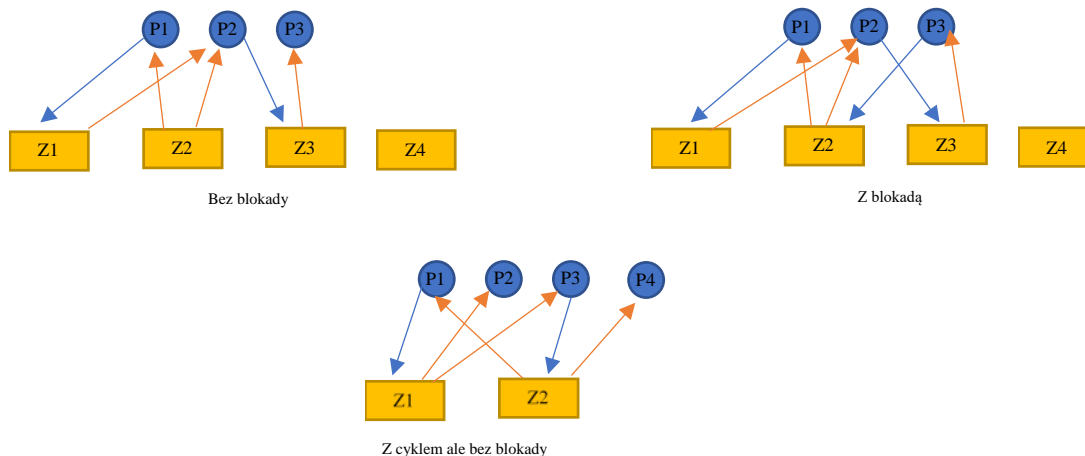 P1 P2 P3
Z1 Z2 Z3 Z4
Bez blokady
P1 P2 P3
Z1 Z2 Z3 Z4
Z blokadą
P1 P2 P3 P4
Z1 Z2
Z cyklem ale bez blokady